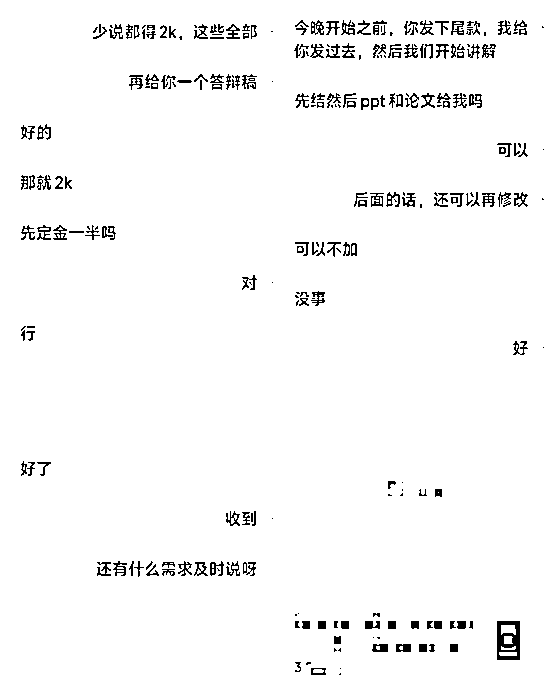 少说都得2k，这些全部
再给你一个答辩稿
好的
那就2k
先定金一半吗
对
行
好了
收到
还有什么需求及时说呀
今晚开始之前，你发下尾款，我给
你发过去，然后我们开始讲解
先结然后ppt和论文给我吗
可以
后面的话，还可以再修改
可以不加
没事
好